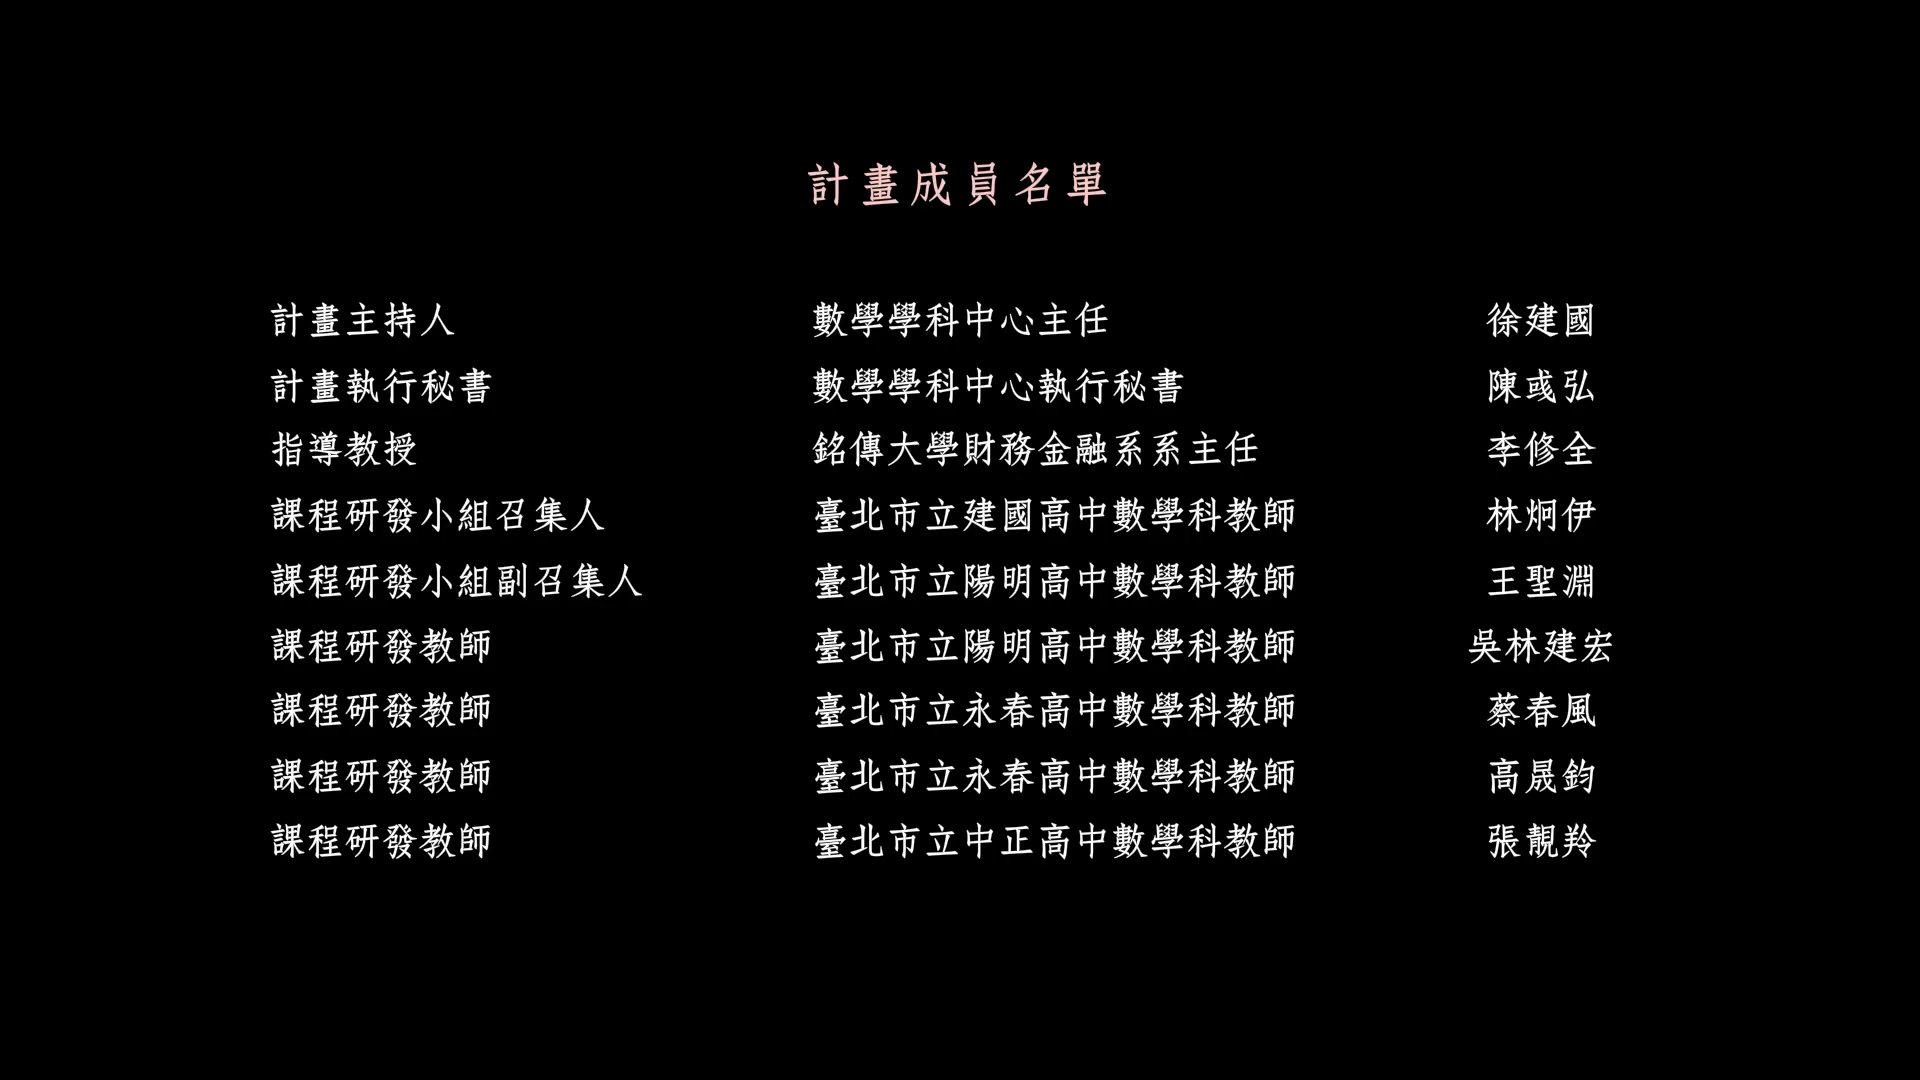 計畫成員名單
計畫主持人 數學學科中心主任 徐建國
計畫執行秘書 數學學科中心執行秘書 陳彧弘
指導教授 銘傳大學財務金融系系主任 李修全
課程研發小組召集人 臺北市立建國高中數學科教師 林炯伊
課程研發小組副召集人 臺北市立陽明高中數學科教師 王聖淵
課程研發教師 臺北市立陽明高中數學科教師 吳林建宏
課程研發教師 臺北市立永春高中數學科教師 蔡春風
課程研發教師 臺北市立永春高中數學科教師 高晟鈞
課程研發教師 臺北市立中正高中數學科教師 張靚羚